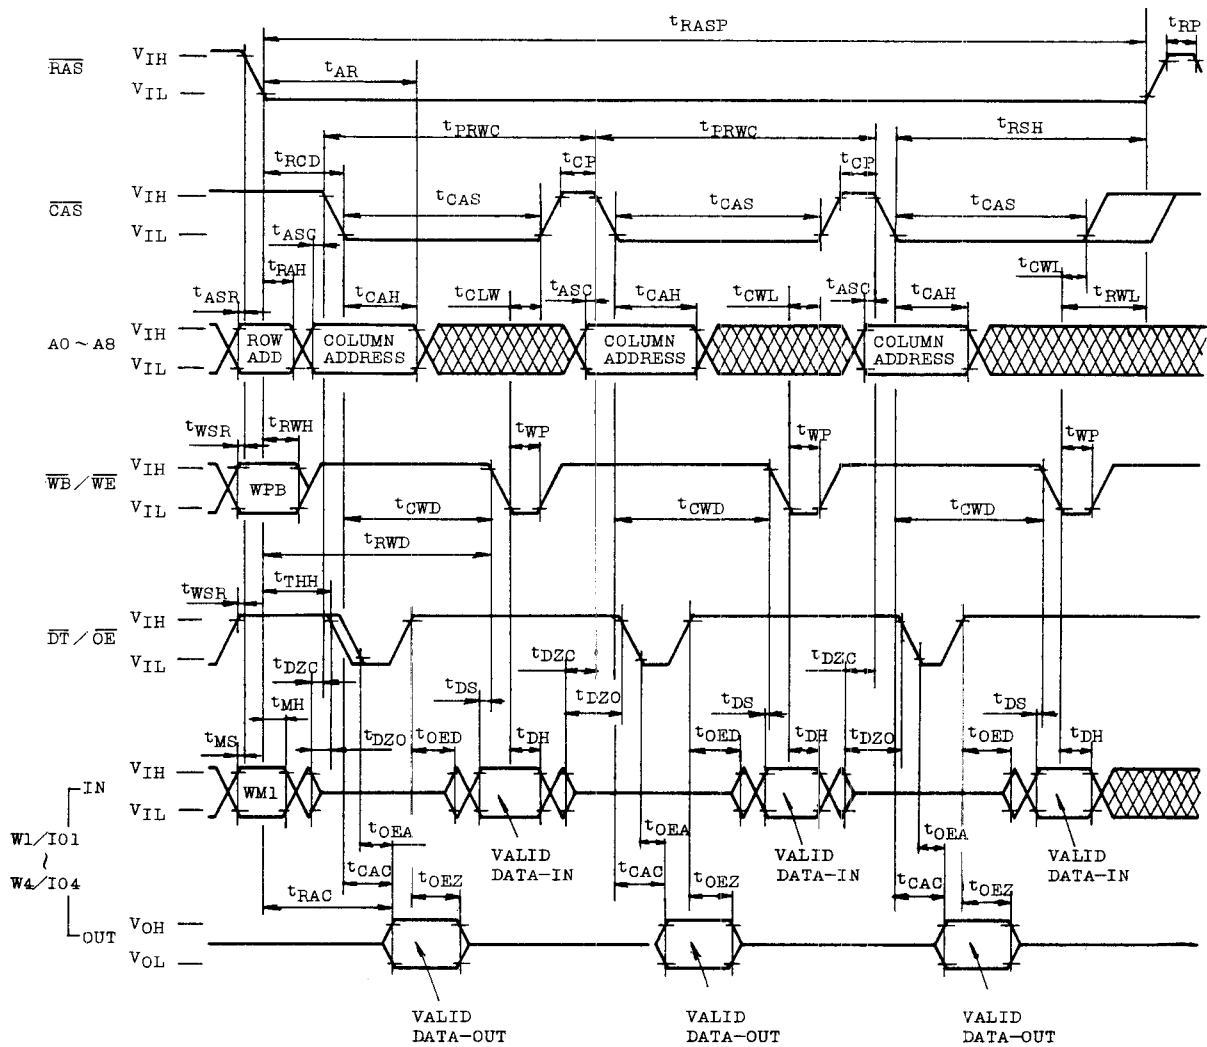 tRASP
tRP
RAS
VIH
VIL
tAR
tPRWC
tPRWC
tRSH
tRCD
tCP
tCP
CAS
VIH
VIL
tCAS
tCAS
tCAS
tASC
tRAH
tASR
tCAH
tCLW
tASC
tCAH
tCWL
tASC
tCAH
tCWL
tRWL
A0 ~ A8
VIH
VIL
ROW
ADD
COLUMN
ADDRESS
COLUMN
ADDRESS
COLUMN
ADDRESS
tWSR
tRWH
tWP
tWP
tWP
WB/WE
VIH
VIL
WPB
tCWD
tCWD
tCWD
tRWD
tWSR
tTHH
DT/OE
VIH
VIL
tDZC
tDZC
tDZC
tMH
tDS
tDZO
tDS
tDS
tMS
tDZO
tOED
tDH
tOED
tDH
tDZO
tOED
tDH
IN
VIH
VIL
WM1
W1/IO1
~
W4/IO4
tOEA
VALID
DATA-IN
tOEA
VALID
DATA-IN
tOEA
VALID
DATA-IN
tCAC
tOEZ
tCAC
tOEZ
tCAC
tOEZ
tRAC
OUT
VOH
VOL
VALID
DATA-OUT
VALID
DATA-OUT
VALID
DATA-OUT